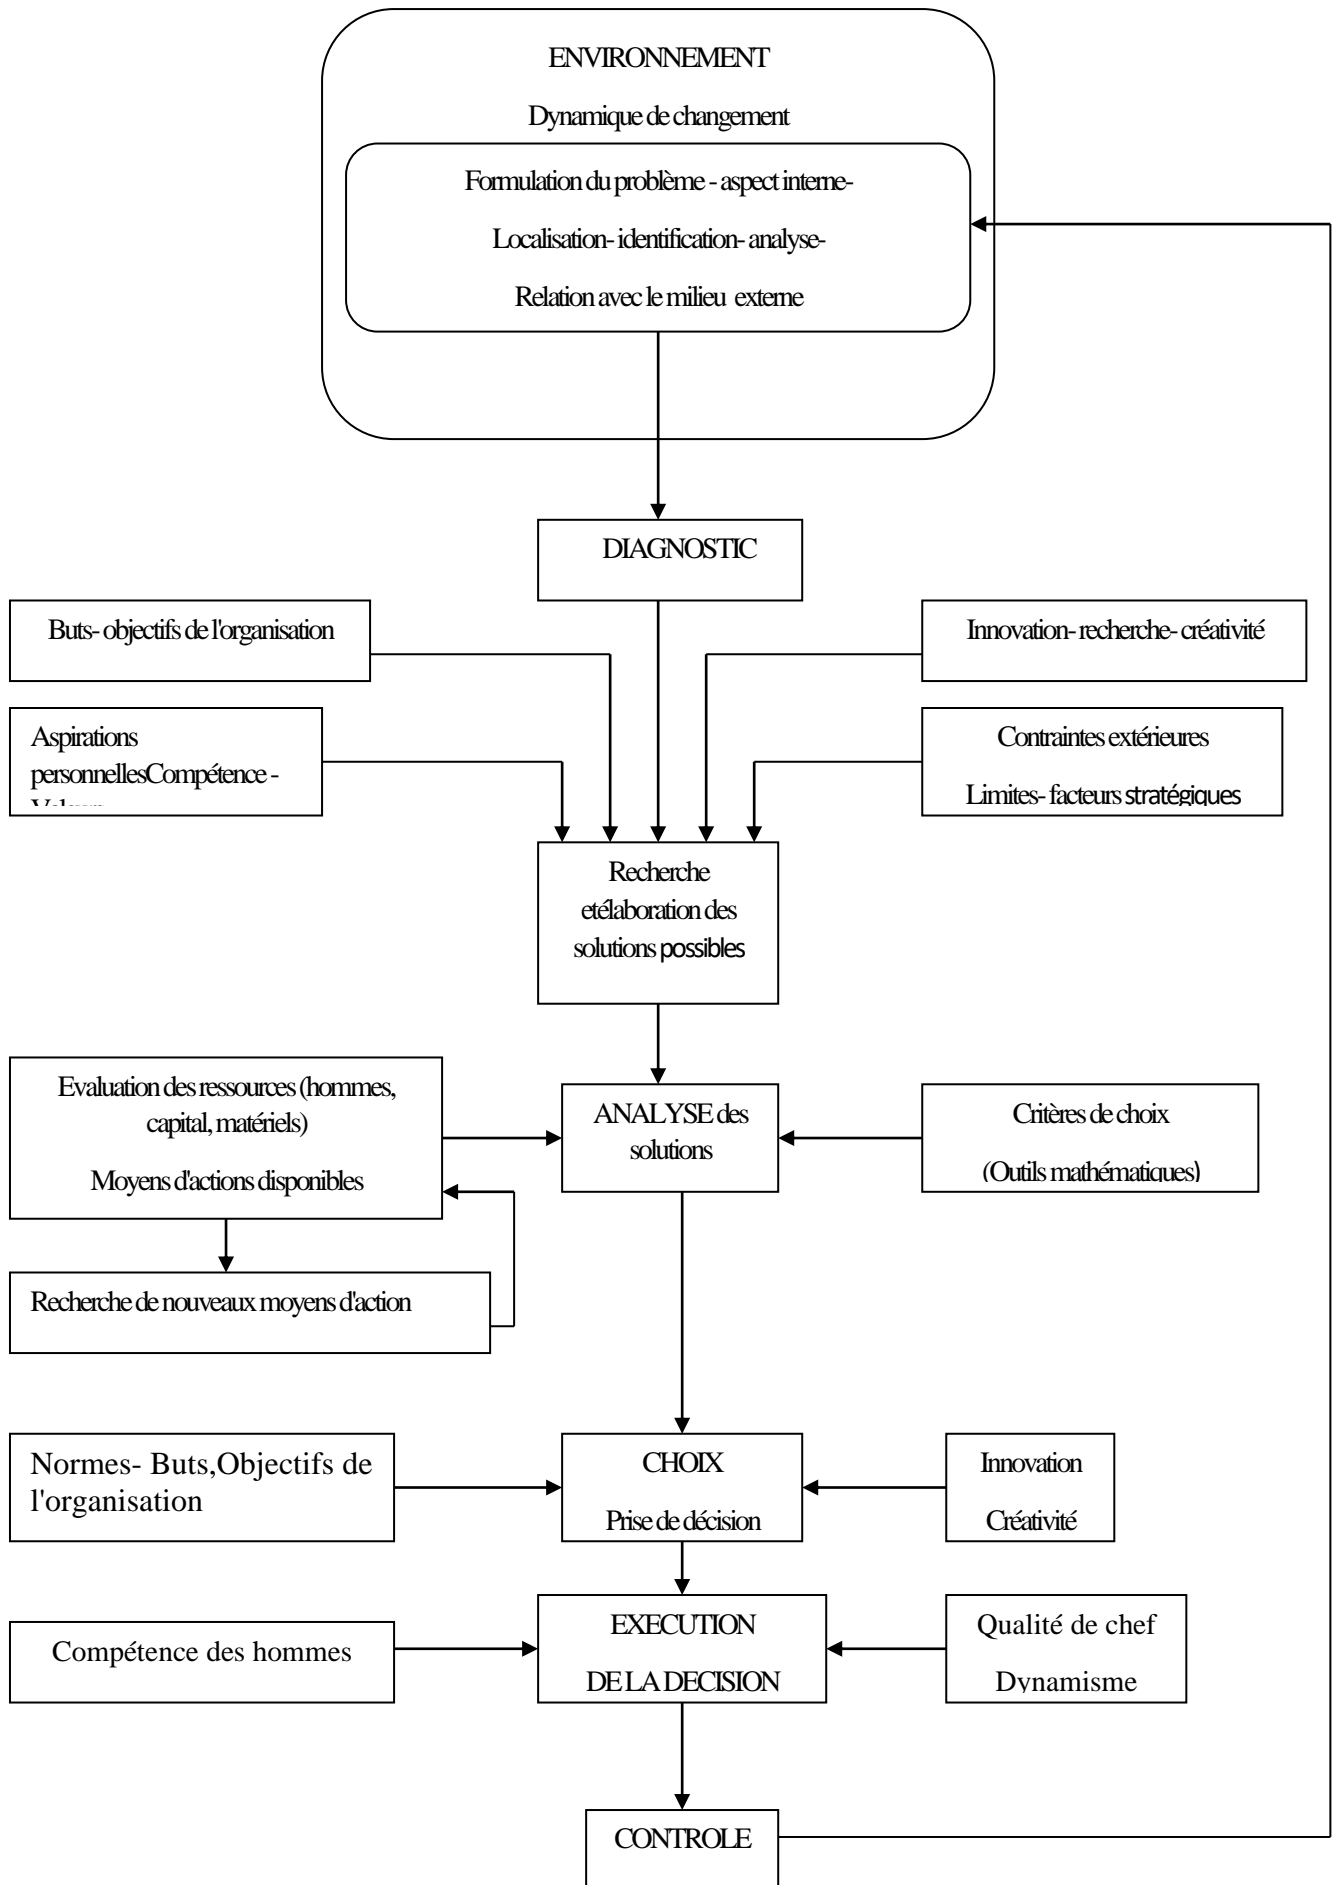 ENVIRONNEMENT
Dynamique de changement
Formulation du problème - aspect interne-
Localisation- identification- analyse-
Relation avec le milieu externe
DIAGNOSTIC
Buts- objectifs de l'organisation
Innovation- recherche- créativité
Aspirations
personnellesCompétence -
Contraintes extérieures
Limites- facteurs stratégiques
Recherche
etélaboration des
solutions possibles
Evaluation des ressources (hommes,
capital, matériels)
Moyens d'actions disponibles
ANALYSE des
solutions
Critères de choix
(Outils mathématiques)
Recherche de nouveaux moyens d'action
Normes- Buts,Objectifs de
l'organisation
CHOIX
Prise de décision
Innovation
Créativité
Compétence des hommes
EXECUTION
DE LA DECISION
Qualité de chef
Dynamisme
CONTROLE